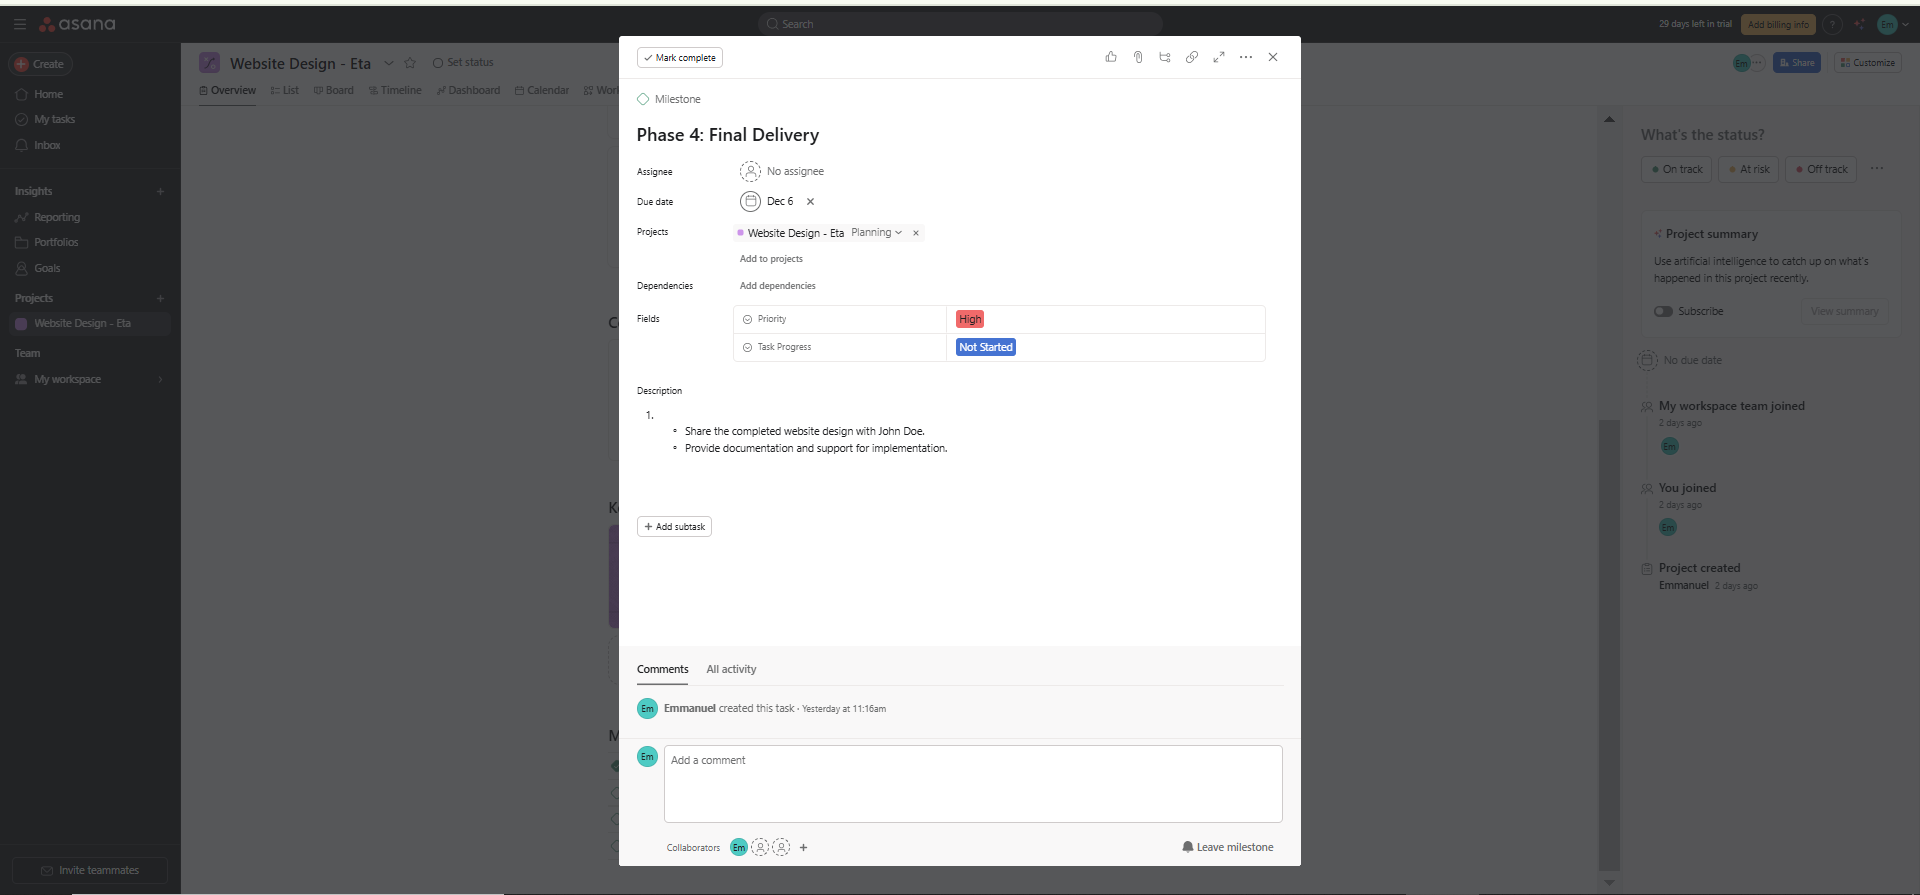 asana
Search
29 days left in trial
Add billing info
?
Em
Create
Home
My tasks
Inbox
Insights
Reporting
Portfolios
Goals
Projects
Website Design - Eta
Team
My workspace
Invite teammates
Website Design - Eta
Set status
Em
Share
Customize
Overview
List
Board
Timeline
Dashboard
Calendar
Mark complete
Milestone
Phase 4: Final Delivery
Assignee
No assignee
Due date
Dec 6
Projects
Website Design - Eta Planning
Add to projects
Dependencies
Add dependencies
Fields
Priority
High
Task Progress
Not Started
Description
1.
Share the completed website design with John Doe.
Provide documentation and support for implementation.
+ Add subtask
Comments
All activity
Em
Emmanuel created this task · Yesterday at 11:16am
Em
Add a comment
Collaborators
Em
Leave milestone
What's the status?
On track
At risk
Off track
Project summary
Use artificial intelligence to catch up on what's
happened in this project recently.
Subscribe
View summary
No due date
My workspace team joined
2 days ago
Em
You joined
2 days ago
Em
Project created
Emmanuel 2 days ago